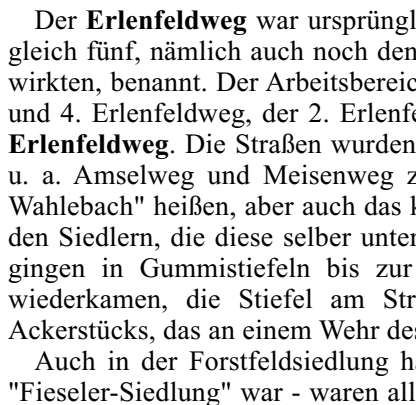 Der Erlenfeldweg war ursprüngl
gleich fünf, nämlich auch noch den
wirkten, benannt. Der Arbeitsbereic
und 4. Erlenfeldweg, der 2. Erlenfe
Erlenfeldweg. Die Straßen wurden
u. a. Amselweg und Meisenweg z
Wahlebach" heißen, aber auch das k
den Siedlern, die diese selber unter
gingen in Gummistiefeln bis zur
wiederkamen, die Stiefel am Str
Ackerstücks, das an einem Wehr des
Auch in der Forstfeldsiedlung ha
"Fieseler-Siedlung" war - waren all